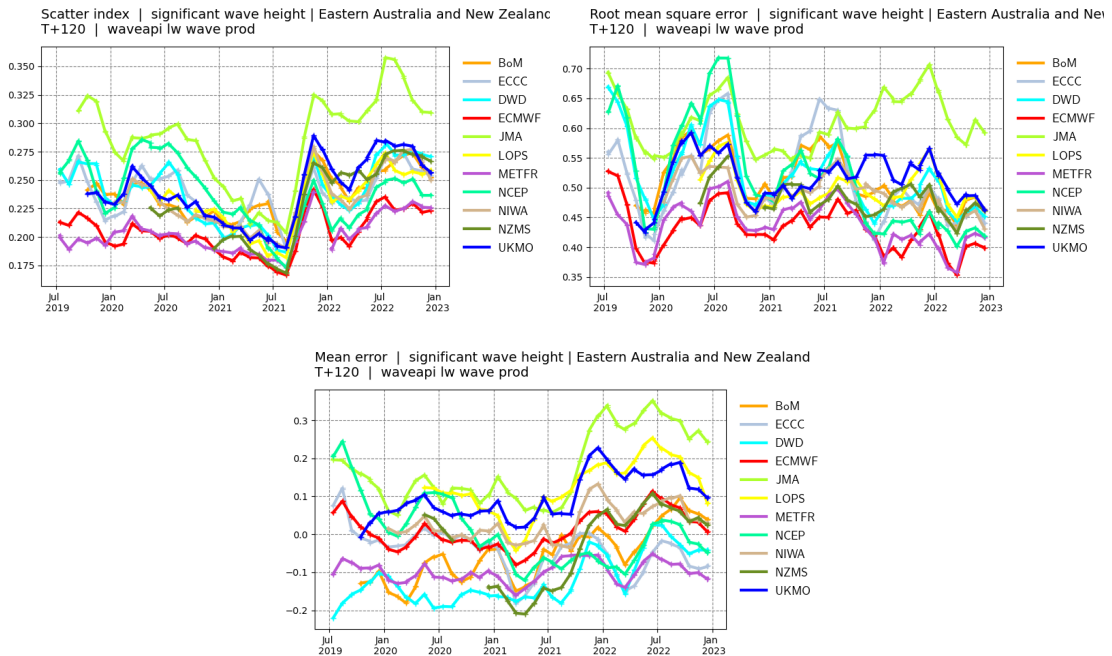 Scatter index | significant wave height | Eastern Australia and New Zealand
T+120 | waveapi lw wave prod
0.350
0.325
0.300
0.275
0.250
0.225
0.200
0.175
Jul 2019
Jan 2020
Jul 2020
Jan 2021
Jul 2021
Jan 2022
Jul 2022
Jan 2023
BoM
ECCC
DWD
ECMWF
JMA
LOPS
METFR
NCEP
NIWA
NZMS
UKMO
Root mean square error | significant wave height | Eastern Australia and New
T+120 | waveapi lw wave prod
0.70
0.65
0.60
0.55
0.50
0.45
0.40
0.35
Jul 2019
Jan 2020
Jul 2020
Jan 2021
Jul 2021
Jan 2022
Jul 2022
Jan 2023
BoM
ECCC
DWD
ECMWF
JMA
LOPS
METFR
NCEP
NIWA
NZMS
UKMO
Mean error | significant wave height | Eastern Australia and New Zealand
T+120 | waveapi lw wave prod
0.3
0.2
0.1
0.0
−0.1
−0.2
Jul 2019
Jan 2020
Jul 2020
Jan 2021
Jul 2021
Jan 2022
Jul 2022
Jan 2023
BoM
ECCC
DWD
ECMWF
JMA
LOPS
METFR
NCEP
NIWA
NZMS
UKMO